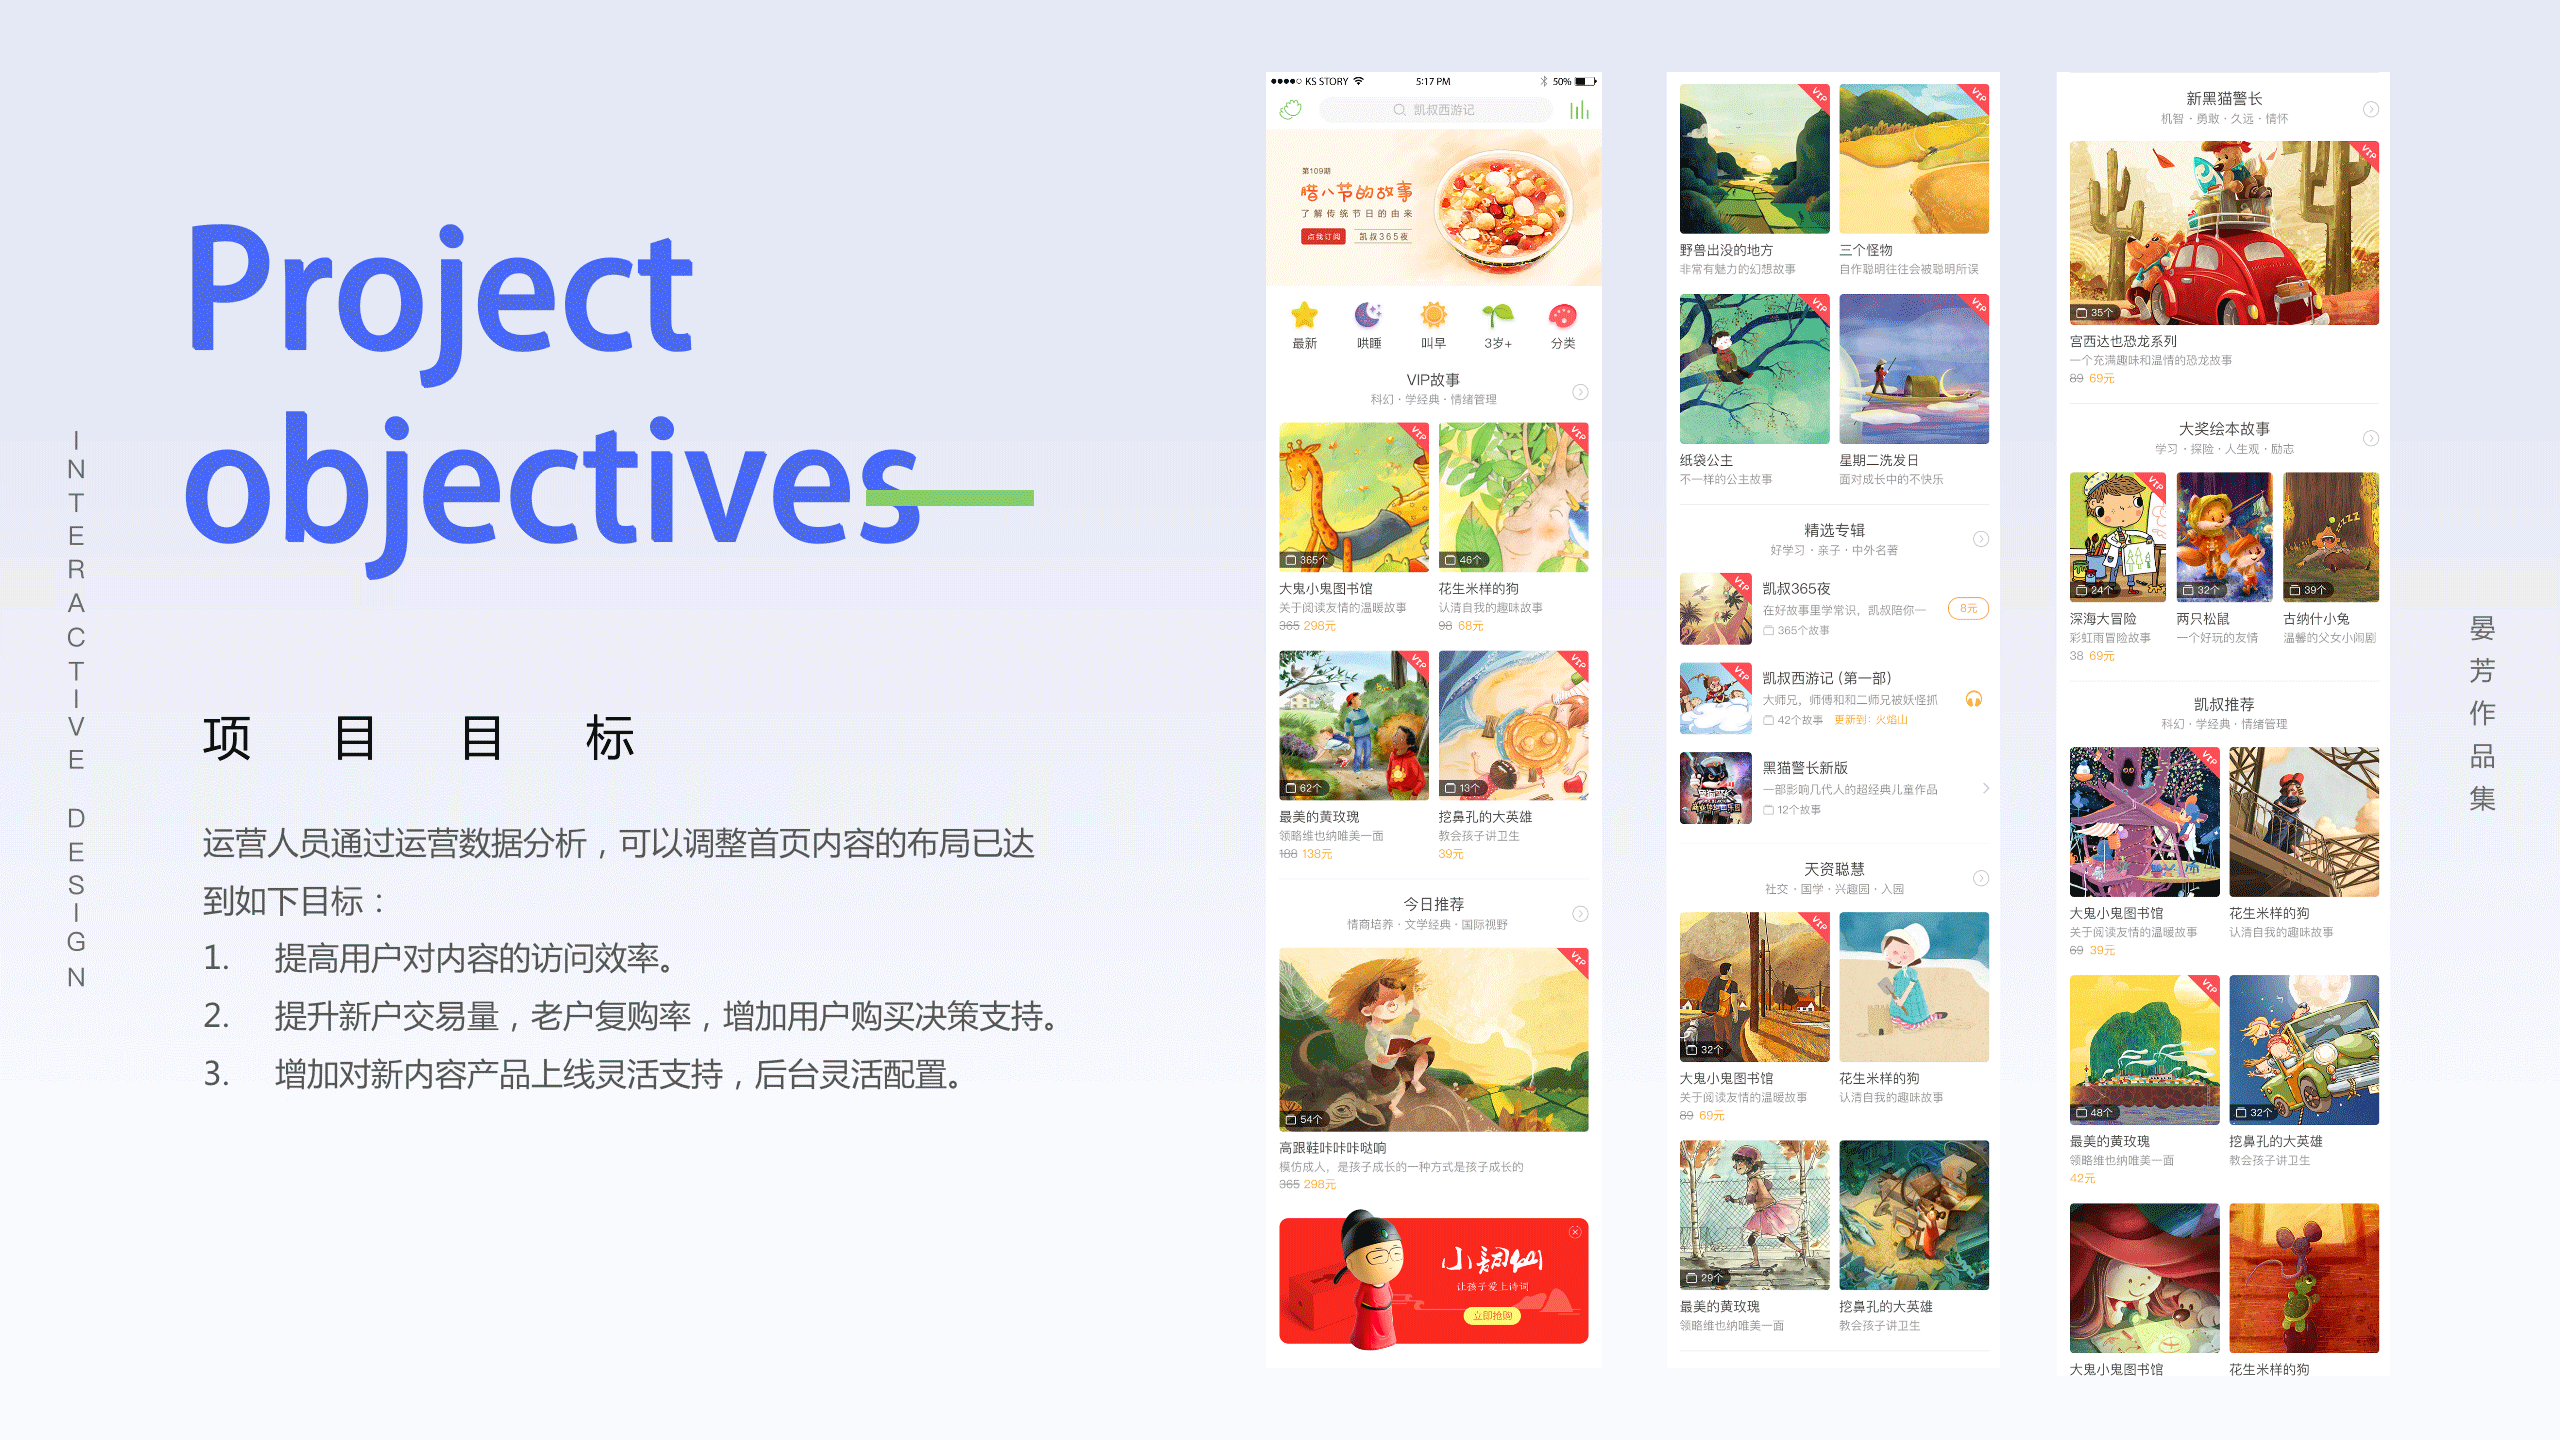 Project
objectives
INTERACTIVE DESIGN
项目目标
运营人员通过运营数据分析，可以调整首页内容的布局已达
到如下目标：
1. 提高用户对内容的访问效率。
2. 提升新户交易量，老户复购率，增加用户购买决策支持。
3. 增加对新内容产品上线灵活支持，后台灵活配置。
KS STORY 5:17 PM 50%
凯叔西游记
第109期
腊八节的故事
了解传统节日的由来
点我订阅 凯叔365夜
最新 哄睡 叫早 3岁+ 分类
VIP故事
科幻·学经典·情绪管理
VIP VIP
365个 46个
大鬼小鬼图书馆 花生米样的狗
关于阅读友情的温暖故事 认清自我的趣味故事
365 298元 98 68元
VIP VIP
62个 13个
最美的黄玫瑰 挖鼻孔的大英雄
领略维也纳唯美一面 教会孩子讲卫生
188 138元 39元
今日推荐
情商培养·文学经典·国际视野
VIP
54个
高跟鞋咔咔咔哒响
模仿成人，是孩子成长的一种方式是孩子成长的
365 298元
小詞仙
让孩子爱上诗词
立即抢购
VIP VIP
野兽出没的地方 三个怪物
非常有魅力的幻想故事 自作聪明往往会被聪明所误
VIP VIP
纸袋公主 星期二洗发日
不一样的公主故事 面对成长中的不快乐
精选专辑
好学习·亲子·中外名著
VIP
凯叔365夜
在好故事里学常识，凯叔陪你一
8元
365个故事
VIP
凯叔西游记（第一部）
大师兄，师傅和和二师兄被妖怪抓
42个故事 更新到：火焰山
黑猫警长新版
一部影响几代人的超经典儿童作品
12个故事
天资聪慧
社交·国学·兴趣园·入园
VIP
32个
大鬼小鬼图书馆 花生米样的狗
关于阅读友情的温暖故事 认清自我的趣味故事
89 69元
29个
最美的黄玫瑰 挖鼻孔的大英雄
领略维也纳唯美一面 教会孩子讲卫生
新黑猫警长
机智·勇敢·久远·情怀
VIP
35个
宫西达也恐龙系列
一个充满趣味和温情的恐龙故事
89 69元
大奖绘本故事
学习·探险·人生观·励志
VIP
ZZZZ
24个 32个 39个
深海大冒险 两只松鼠 古纳什小兔
彩虹雨冒险故事 一个好玩的友情 温馨的父女小闹剧
38 69元
凯叔推荐
科幻·学经典·情绪管理
VIP
大鬼小鬼图书馆 花生米样的狗
关于阅读友情的温暖故事 认清自我的趣味故事
69 39元
VIP
48个 32个
最美的黄玫瑰 挖鼻孔的大英雄
领略维也纳唯美一面 教会孩子讲卫生
42元
大鬼小鬼图书馆 花生米样的狗
晏芳作品集